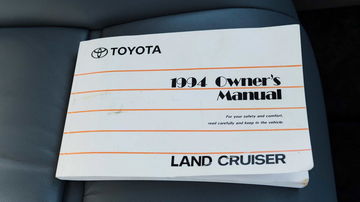 TOYOTA
1994 Owner's
Manual
For your safety and comfort,
read carefully and keep in the vehicle.
LAND CRUISER